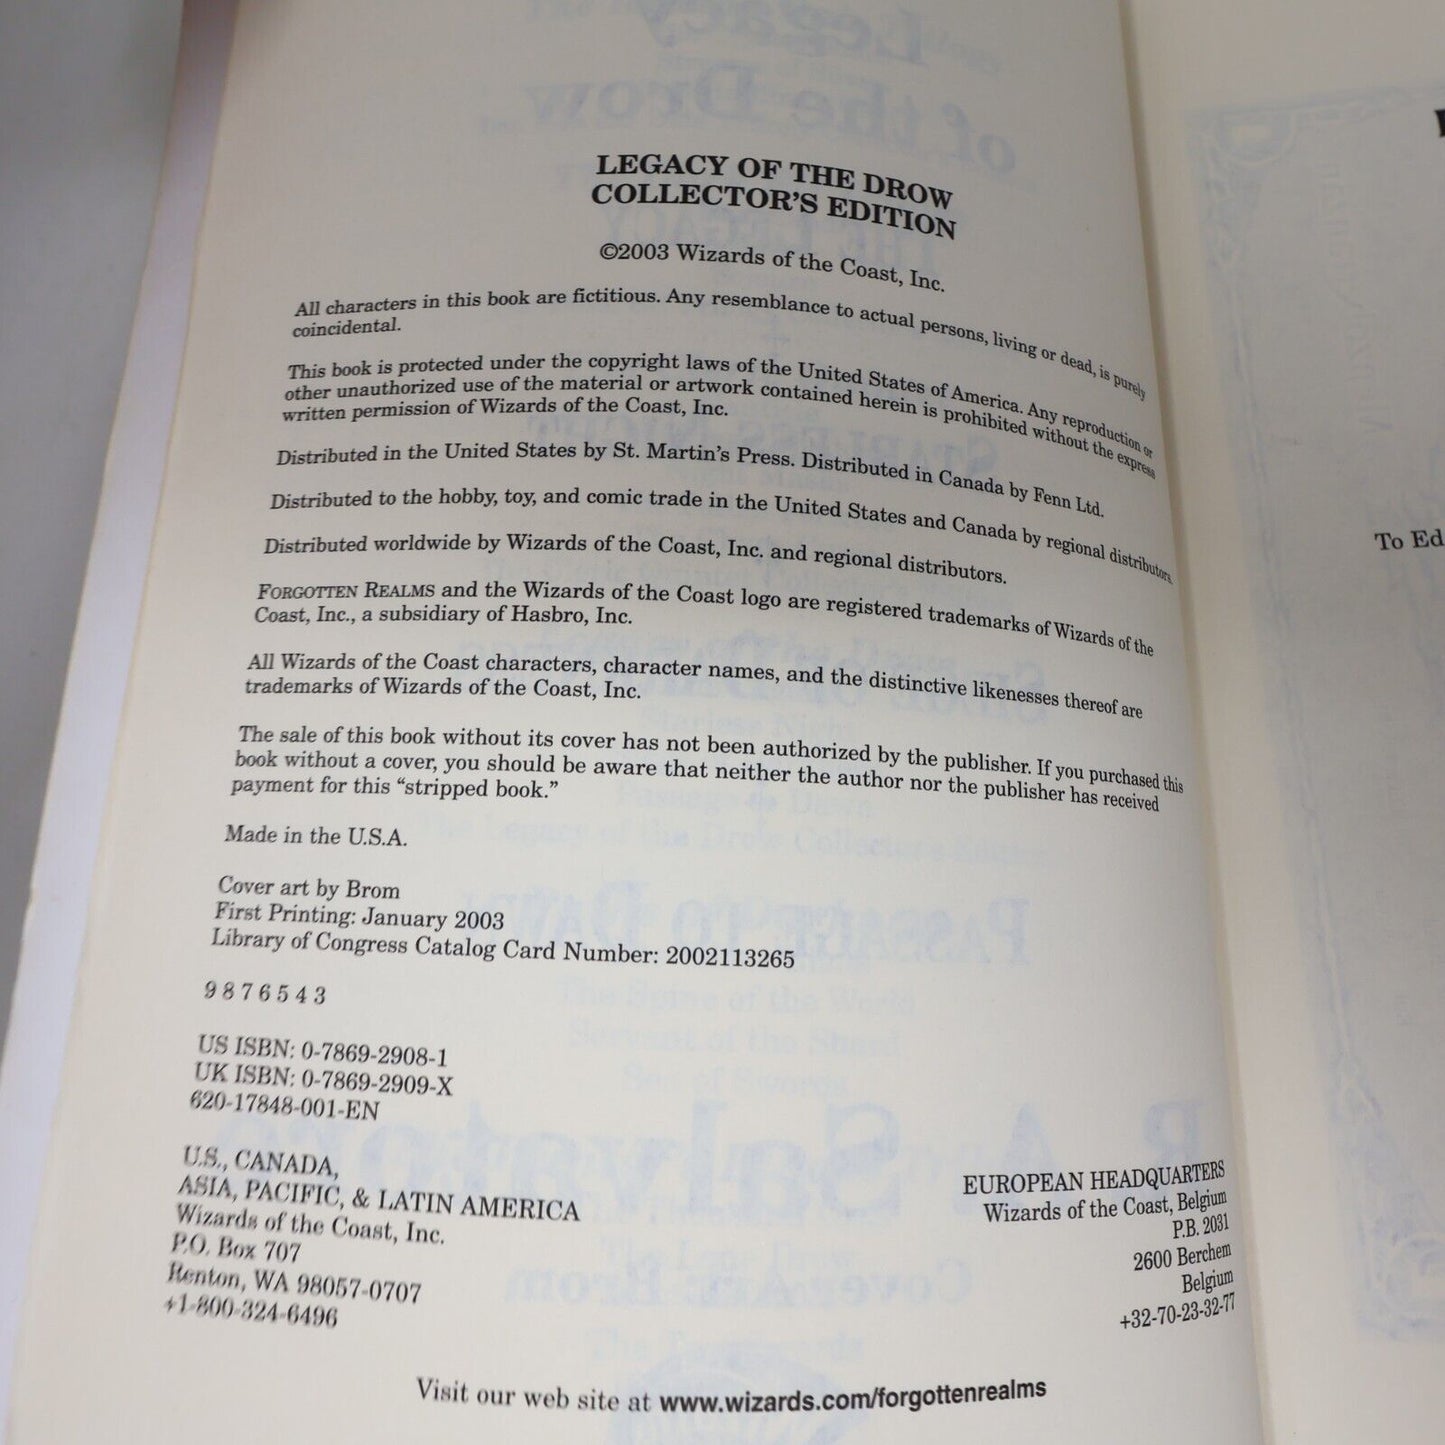 LEGACY OF THE DROW
COLLECTOR'S EDITION
©2003 Wizards of the Coast, Inc.
All characters in this book are fictitious. Any resemblance to actual persons, living or dead, is purely
coincidental.
This book is protected under the copyright laws of the United States of America. Any reproduction or
other unauthorized use of the material or artwork contained herein is prohibited without the express
written permission of Wizards of the Coast, Inc.
Distributed in the United States by St. Martin's Press. Distributed in Canada by Fenn Ltd.
Distributed to the hobby, toy, and comic trade in the United States and Canada by regional distributors.
Distributed worldwide by Wizards of the Coast, Inc. and regional distributors.
FORGOTTEN REALMS and the Wizards of the Coast logo are registered trademarks of Wizards of the
Coast, Inc., a subsidiary of Hasbro, Inc.
All Wizards of the Coast characters, character names, and the distinctive likenesses thereof are
trademarks of Wizards of the Coast, Inc.
The sale of this book without its cover has not been authorized by the publisher. If you purchased this
book without a cover, you should be aware that neither the author nor the publisher has received
payment for this “stripped book.”
Made in the U.S.A.
Cover art by Brom
First Printing: January 2003
Library of Congress Catalog Card Number: 2002113265
9 8 7 6 5 4 3
US ISBN: 0-7869-2908-1
UK ISBN: 0-7869-2909-X
620-17848-001-EN
U.S., CANADA,
ASIA, PACIFIC, & LATIN AMERICA
Wizards of the Coast, Inc.
P.O. Box 707
Renton, WA 98057-0707
+1-800-324-6496
EUROPEAN HEADQUARTERS
Wizards of the Coast, Belgium
P.B. 2031
2600 Berchem
Belgium
+32-70-23-32-77
Visit our web site at www.wizards.com/forgottenrealms
To Ed